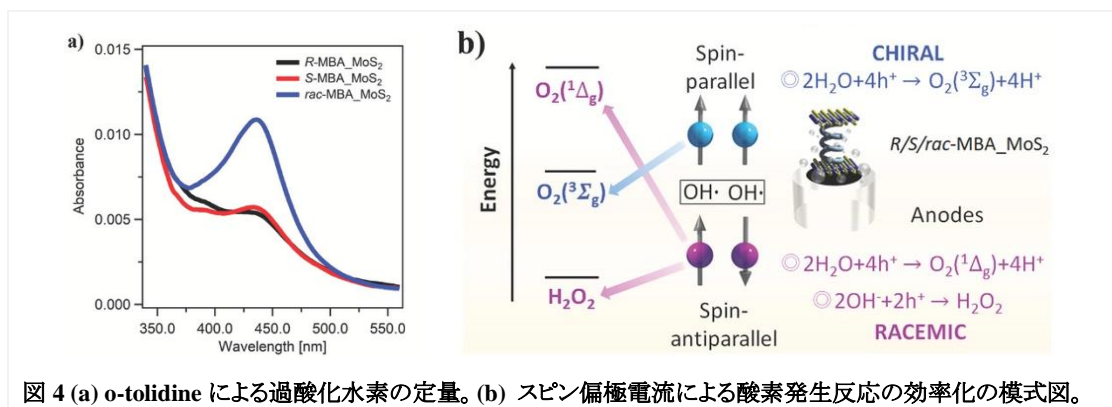 a)
0.015
0.010
0.005
0.000
Absorbance
350.0 400.0 450.0 500.0 550.0
Wavelength [nm]
R-MBA_MoS₂
S-MBA_MoS₂
rac-MBA_MoS₂
b)
Energy
O₂(¹Δg)
O₂(³Σg)
H₂O₂
Spin-
parallel
OH· OH·
Spin-
antiparallel
CHIRAL
◎2H₂O+4h⁺→ O₂(³Σg)+4H⁺
R/S/rac-MBA_MoS₂
Anodes
◎2H₂O+4h⁺→ O₂(¹Δg)+4H⁺
◎2OH⁻+2h⁺→ H₂O₂
RACEMIC
図 4 (a) o-tolidine による過酸化水素の定量。(b) スピン偏極電流による酸素発生反応の効率化の模式図。